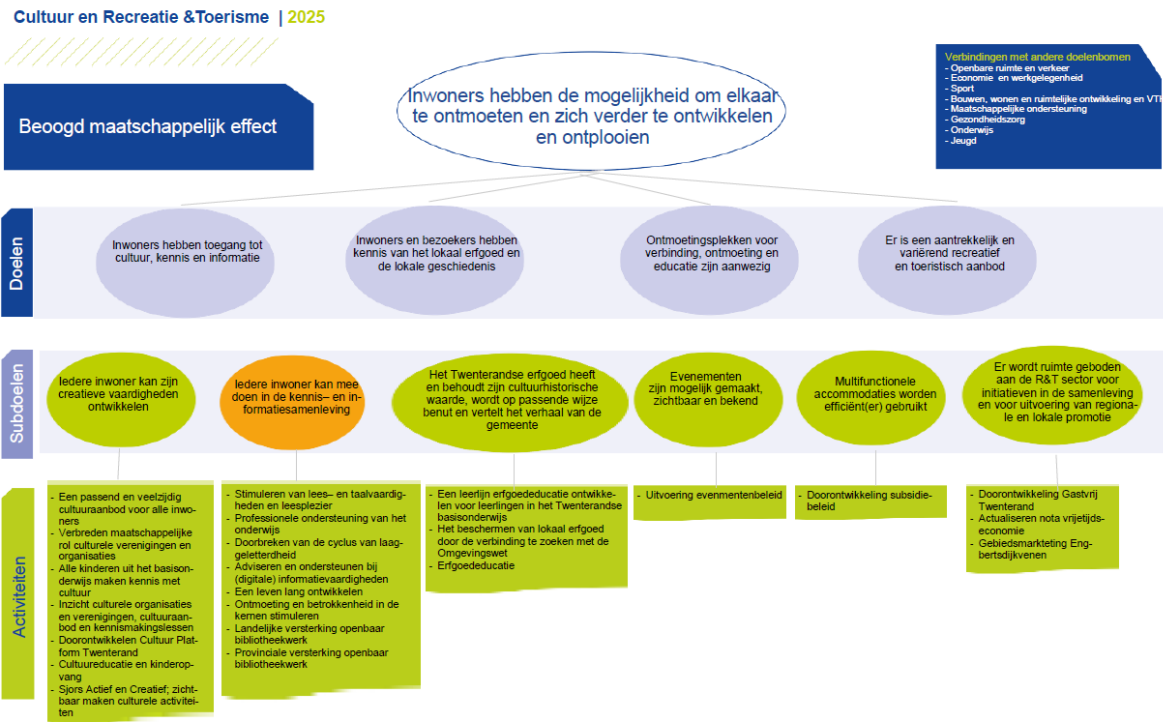 Cultuur en Recreatie &Toerisme | 2025
Beoogd maatschappelijk effect
Inwoners hebben de mogelijkheid om elkaar
te ontmoeten en zich verder te ontwikkelen
en ontplooien
Verbindingen met andere doelenbomen
- Openbare ruimte en verkeer
- Economie en werkgelegenheid
- Sport
- Bouwen, wonen en ruimtelijke ontwikkeling en VTH
- Maatschappelijke ondersteuning
- Gezondheidszorg
- Onderwijs
- Jeugd
Doelen
Inwoners hebben toegang tot
cultuur, kennis en informatie
Inwoners en bezoekers hebben
kennis van het lokaal erfgoed en
de lokale geschiedenis
Ontmoetingsplekken voor
verbinding, ontmoeting en
educatie zijn aanwezig
Er is een aantrekkelijk en
variërend recreatief
en toeristisch aanbod
Subdoelen
Iedere inwoner kan zijn
creatieve vaardigheden
ontwikkelen
Iedere inwoner kan mee
doen in de kennis– en in-
formatiesamenleving
Het Twenterandse erfgoed heeft
en behoudt zijn cultuurhistorische
waarde, wordt op passende wijze
benut en vertelt het verhaal van de
gemeente
Evenementen
zijn mogelijk gemaakt,
zichtbaar en bekend
Multifunctionele
accommodaties worden
efficiënt(er) gebruikt
Er wordt ruimte geboden
aan de R&T sector voor
initiatieven in de samenleving
en voor uitvoering van regiona-
le en lokale promotie
Activiteiten
- Een passend en veelzijdig
cultuuraanbod voor alle inwo-
ners
- Verbreden maatschappelijke
rol culturele verenigingen en
organisaties
- Alle kinderen uit het basison-
derwijs maken kennis met
cultuur
- Inzicht culturele organisaties
en verenigingen, cultuuraan-
bod en kennismakingslessen
- Doorontwikkelen Cultuur Plat-
form Twenterand
- Cultuureducatie en kinderop-
vang
- Sjors Actief en Creatief; zicht-
baar maken culturele activitei-
ten
- Stimuleren van lees– en taalvaardig-
heden en leesplezier
- Professionele ondersteuning van het
onderwijs
- Doorbreken van de cyclus van laag-
geletterdheid
- Adviseren en ondersteunen bij
(digitale) informatievaardigheden
- Een leven lang ontwikkelen
- Ontmoeting en betrokkenheid in de
kernen stimuleren
- Landelijke versterking openbaar
bibliotheekwerk
- Provinciale versterking openbaar
bibliotheekwerk
- Een leerlijn erfgoededucatie ontwikke-
len voor leerlingen in het Twenterandse
basisonderwijs
- Het beschermen van lokaal erfgoed
door de verbinding te zoeken met de
Omgevingswet
- Erfgoededucatie
- Uitvoering evenmentenbeleid
- Doorontwikkeling subsidie-
beleid
- Doorontwikkeling Gastvrij
Twenterand
- Actualiseren nota vrijetijds-
economie
- Gebiedsmarkteting Eng-
bertsdijkvenen